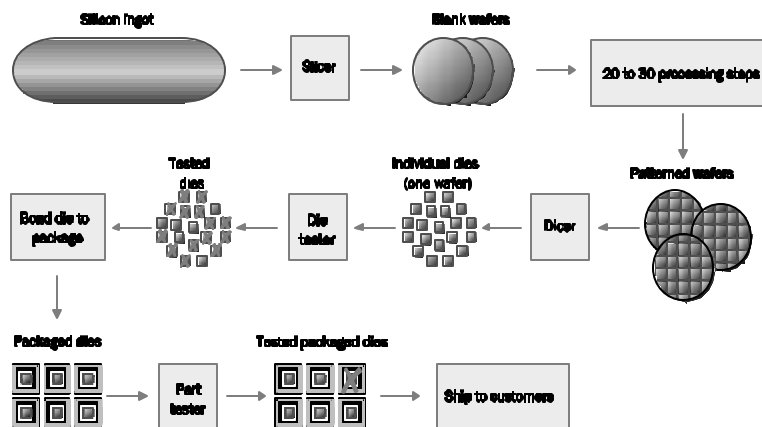 Silicon ingot
Blank wafers
Slicer
20 to 30 processing steps
Tested
dies
Individual dies
(one wafer)
Patterned wafers
Bond die to
package
Die
tester
Dicer
Packaged dies
Tested packaged dies
Part
tester
Ship to customers